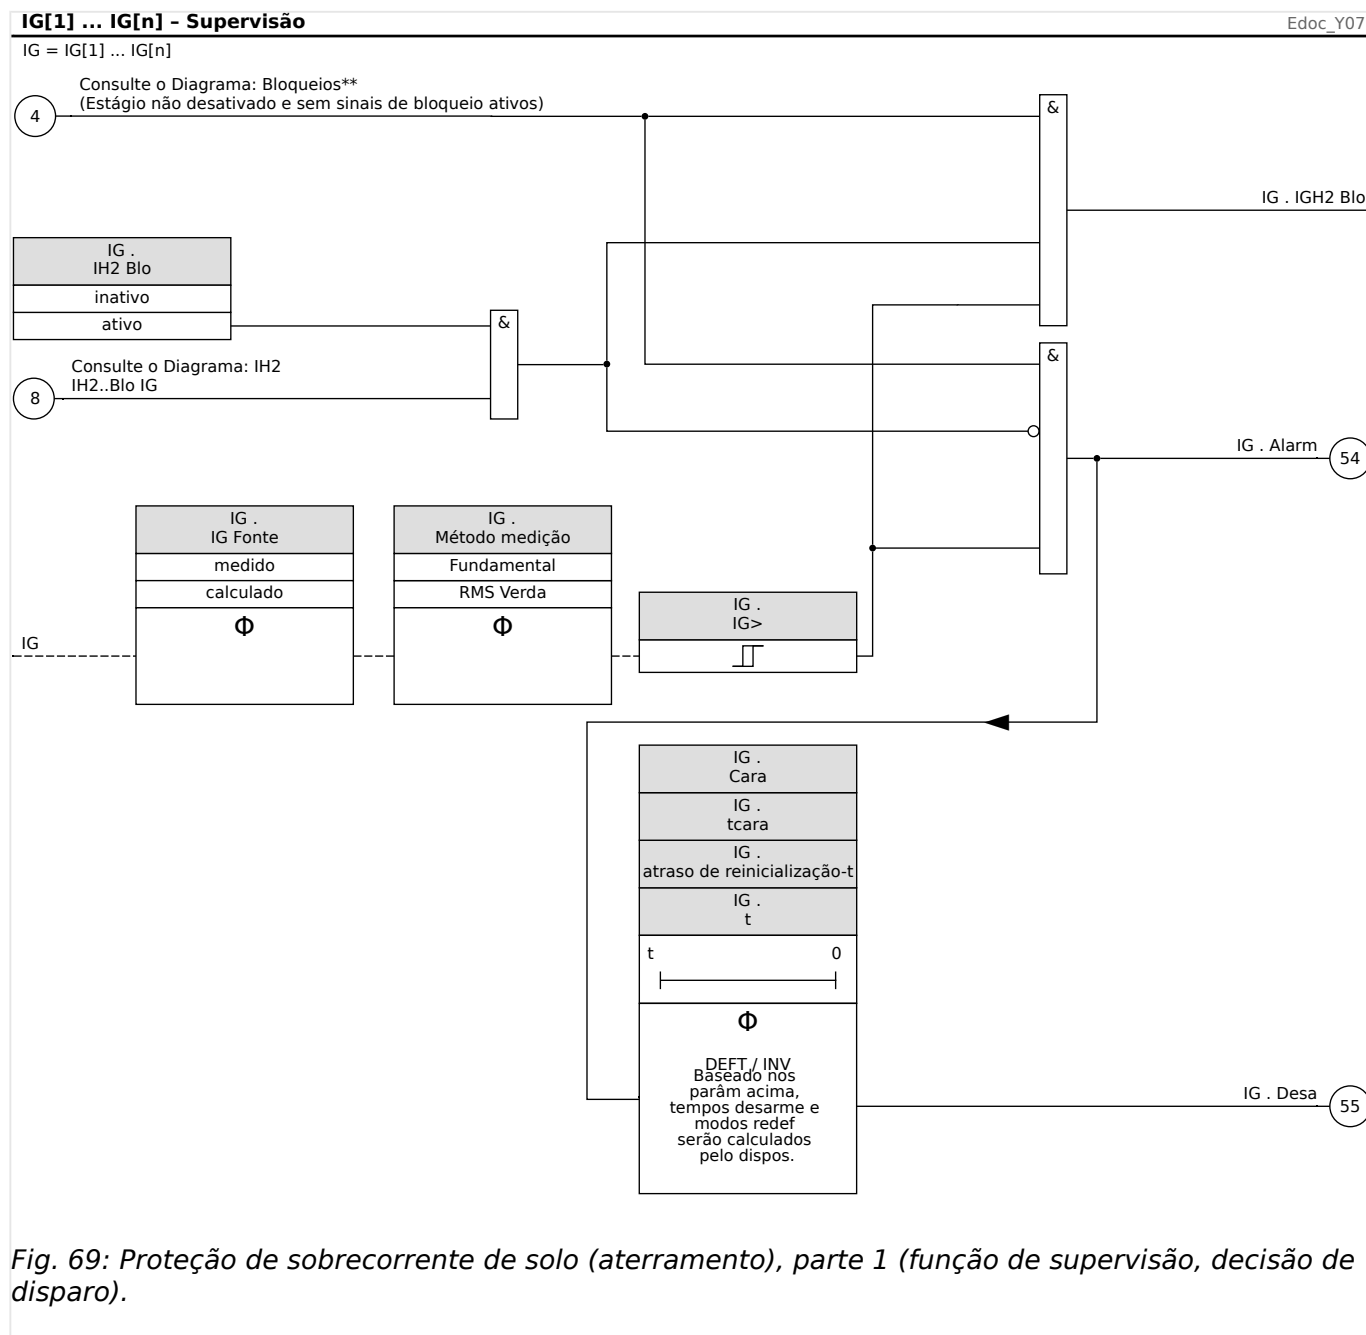 IG[1] ... IG[n] – Supervisão
Edoc_Y07
IG = IG[1] ... IG[n]
Consulte o Diagrama: Bloqueios**
(Estágio não desativado e sem sinais de bloqueio ativos)
4
&
IG . IGH2 Blo
IG .
IH2 Blo
inativo
ativo
&
&
Consulte o Diagrama: IH2
IH2..Blo IG
8
IG . Alarm
54
IG .
IG Fonte
medido
calculado
Φ
IG .
Método medição
Fundamental
RMS Verda
Φ
IG .
IG>
IG
IG .
Cara
IG .
tcara
IG .
atraso de reinicialização-t
IG .
t
t 0
Φ
DEFT / INV
Baseado nos
parâm acima,
tempos desarme e
modos redef
serão calculados
pelo dispos.
IG . Desa
55
Fig. 69: Proteção de sobrecorrente de solo (aterramento), parte 1 (função de supervisão, decisão de
disparo).